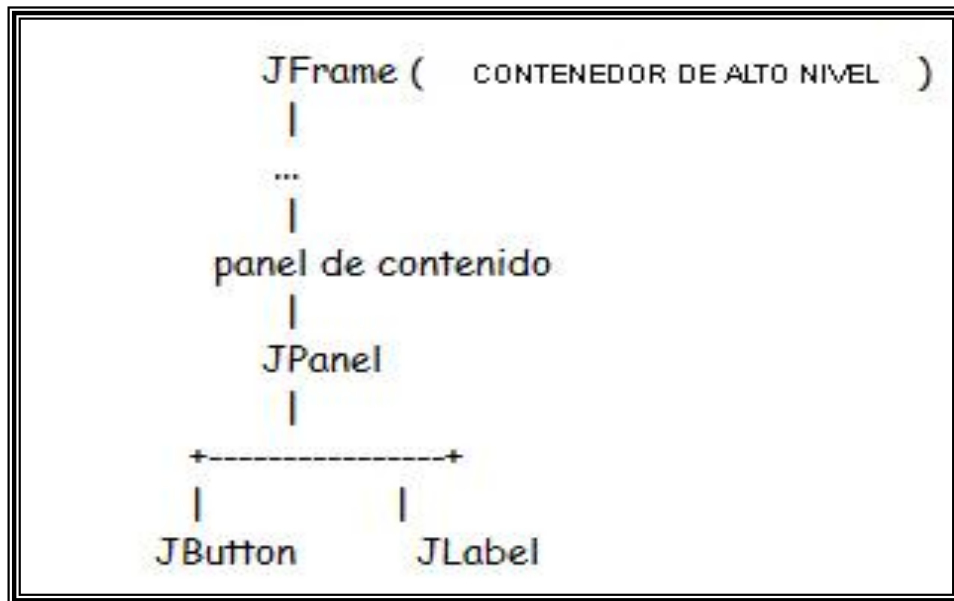 JFrame ( CONTENEDOR DE ALTO NIVEL )
|
...
|
panel de contenido
|
JPanel
|
+----------------+
| |
JButton JLabel